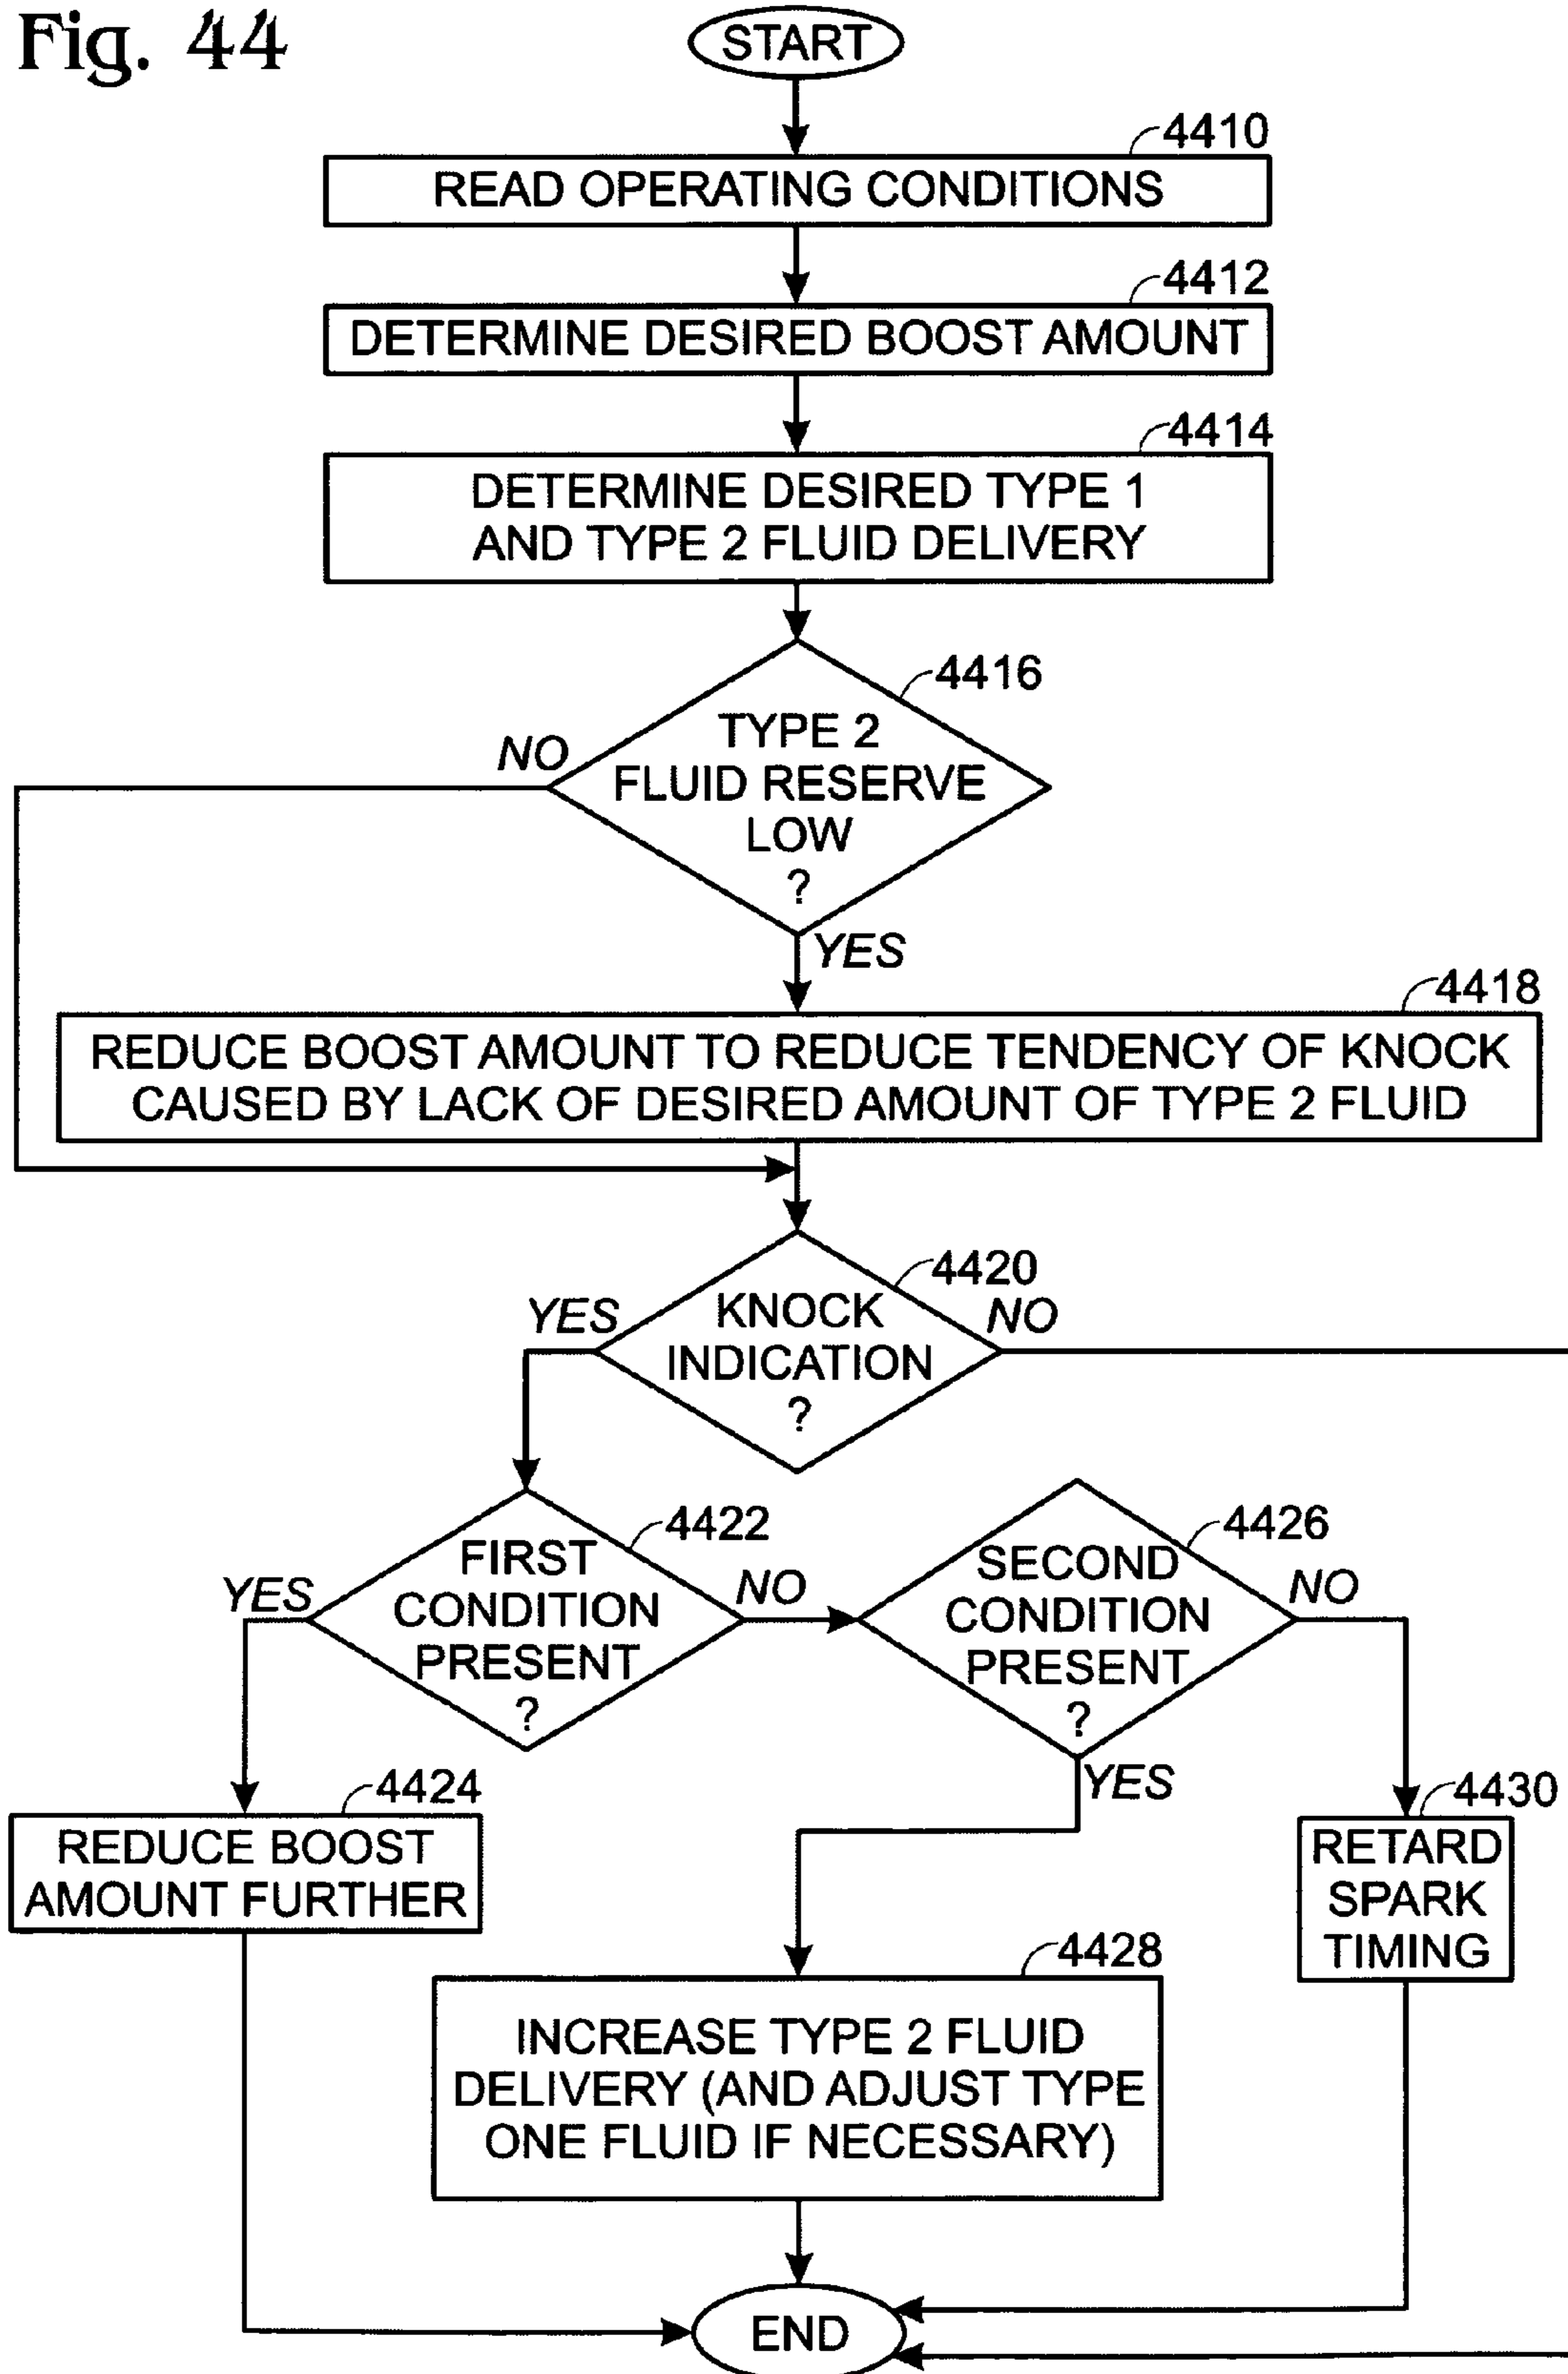 Fig. 44
START
4410
READ OPERATING CONDITIONS
4412
DETERMINE DESIRED BOOST AMOUNT
4414
DETERMINE DESIRED TYPE 1
AND TYPE 2 FLUID DELIVERY
4416
TYPE 2
FLUID RESERVE
LOW
?
NO
YES
4418
REDUCE BOOST AMOUNT TO REDUCE TENDENCY OF KNOCK
CAUSED BY LACK OF DESIRED AMOUNT OF TYPE 2 FLUID
4420
KNOCK
INDICATION
?
YES
NO
4422
FIRST
CONDITION
PRESENT
?
YES
NO
4426
SECOND
CONDITION
PRESENT
?
NO
YES
4424
REDUCE BOOST
AMOUNT FURTHER
4430
RETARD
SPARK
TIMING
4428
INCREASE TYPE 2 FLUID
DELIVERY (AND ADJUST TYPE
ONE FLUID IF NECESSARY)
END